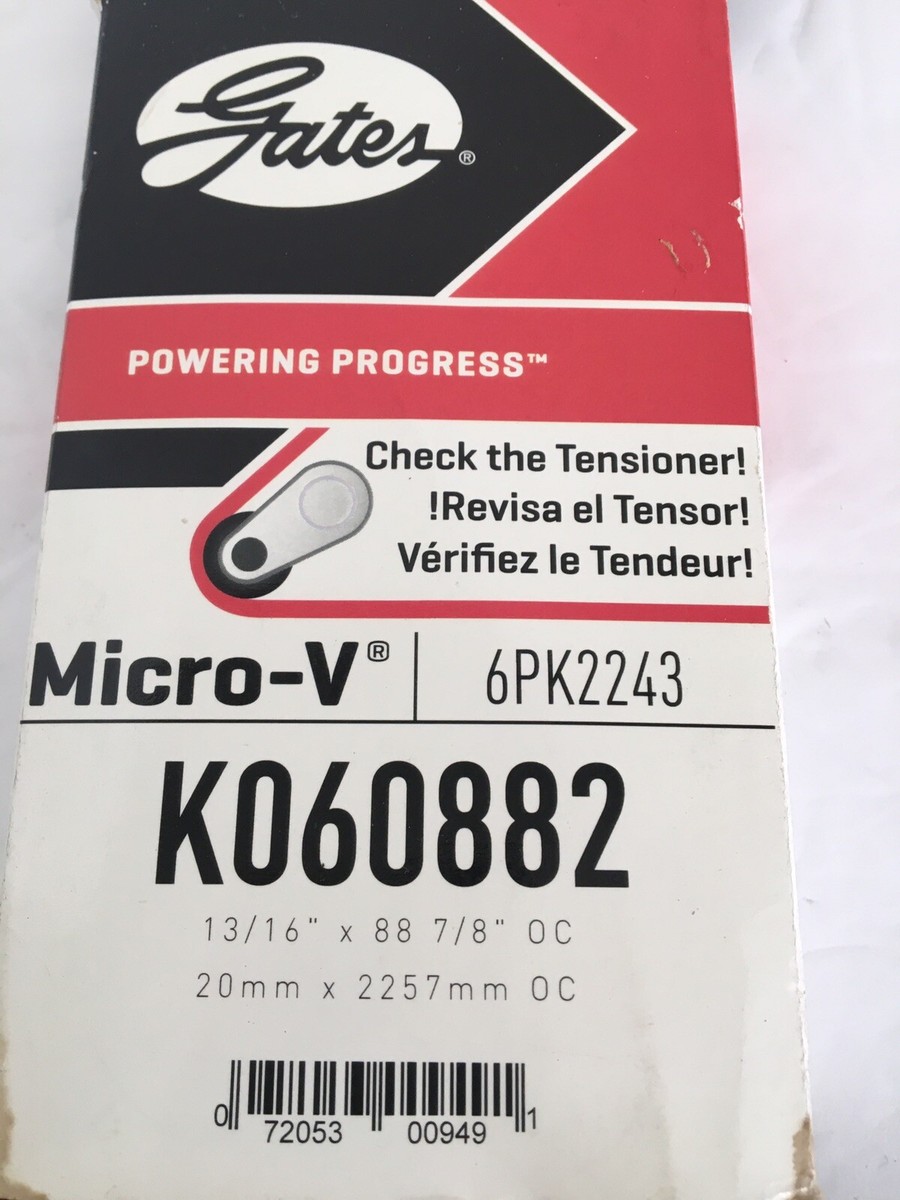 Gates®
POWERING PROGRESS™
Check the Tensioner!
!Revisa el Tensor!
Vérifiez le Tendeur!
Micro-V® 6PK2243
K060882
13/16" x 88 7/8" OC
20mm x 2257mm OC
0 72053 00949 1